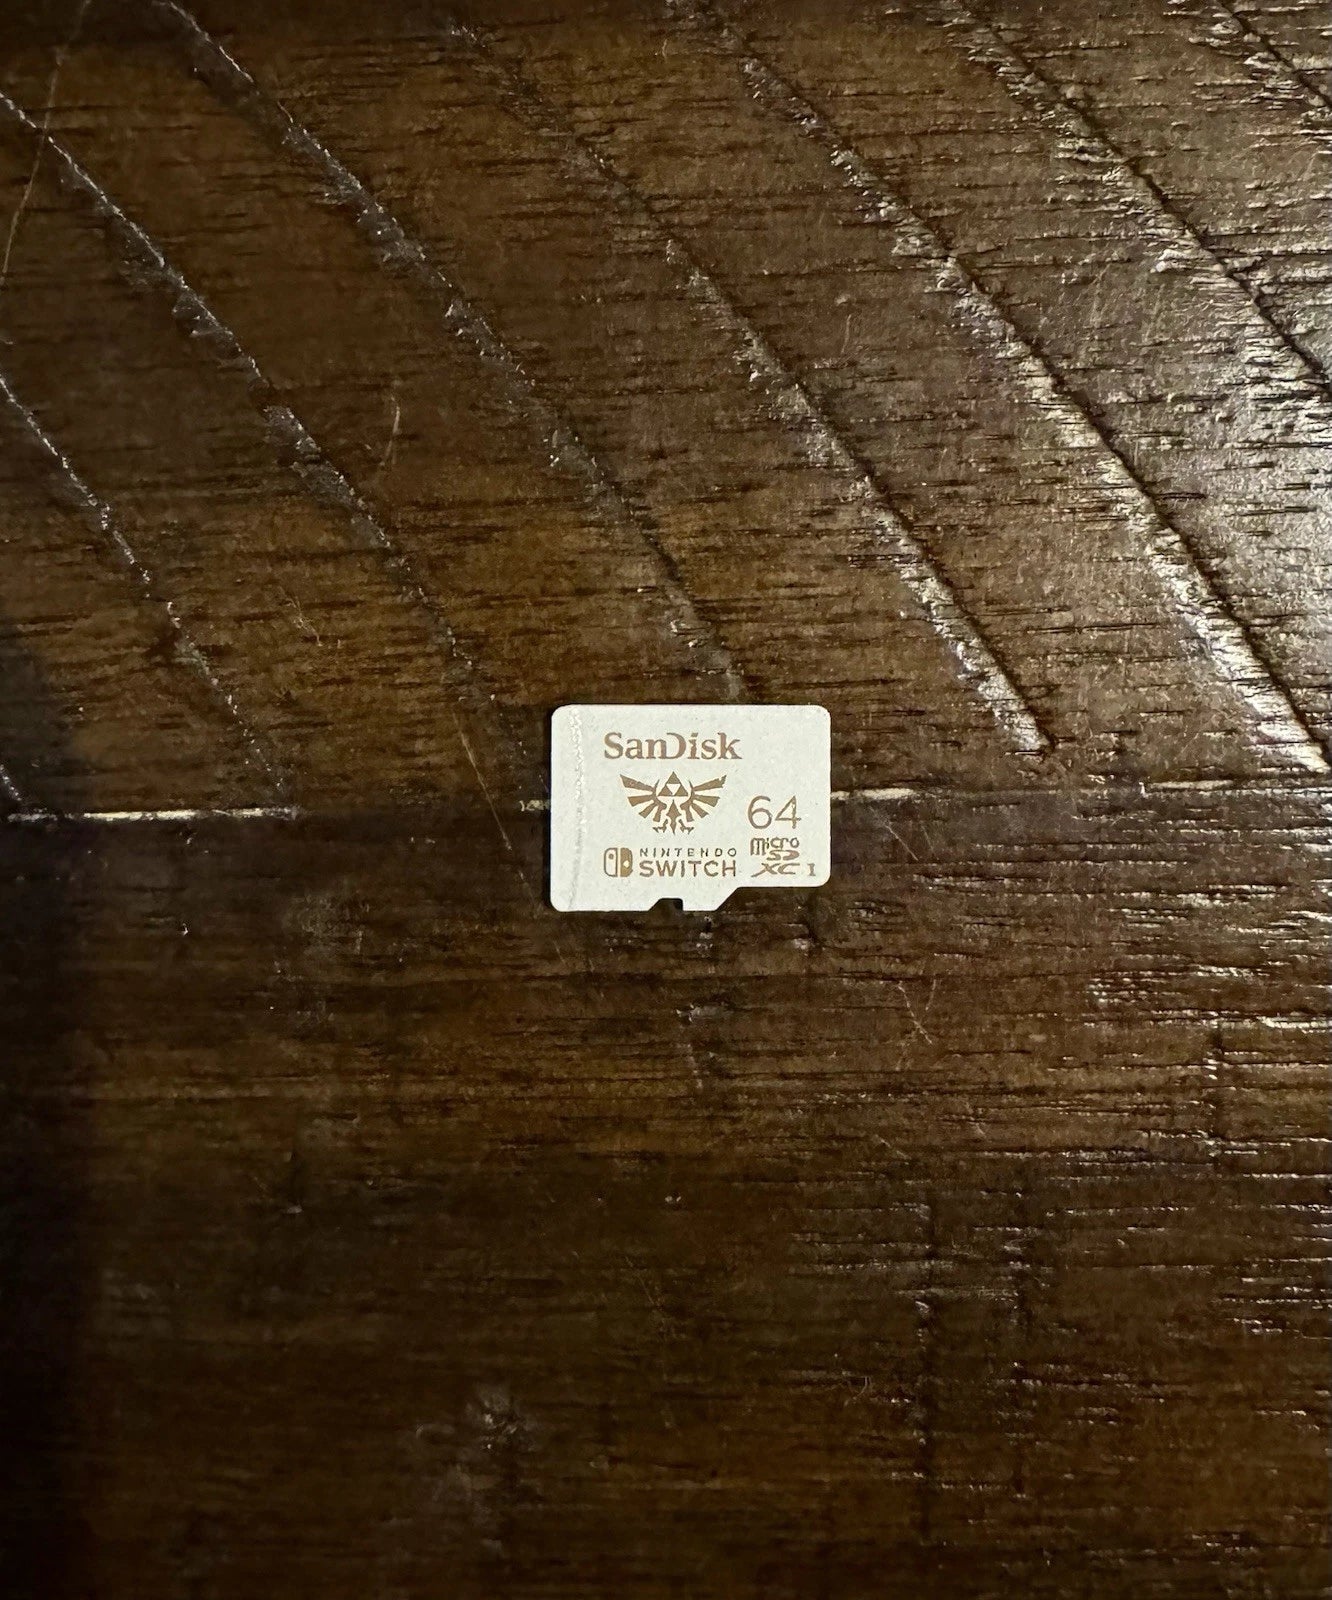 SanDisk
64
NINTENDO
SWITCH
micro
SD
XC I